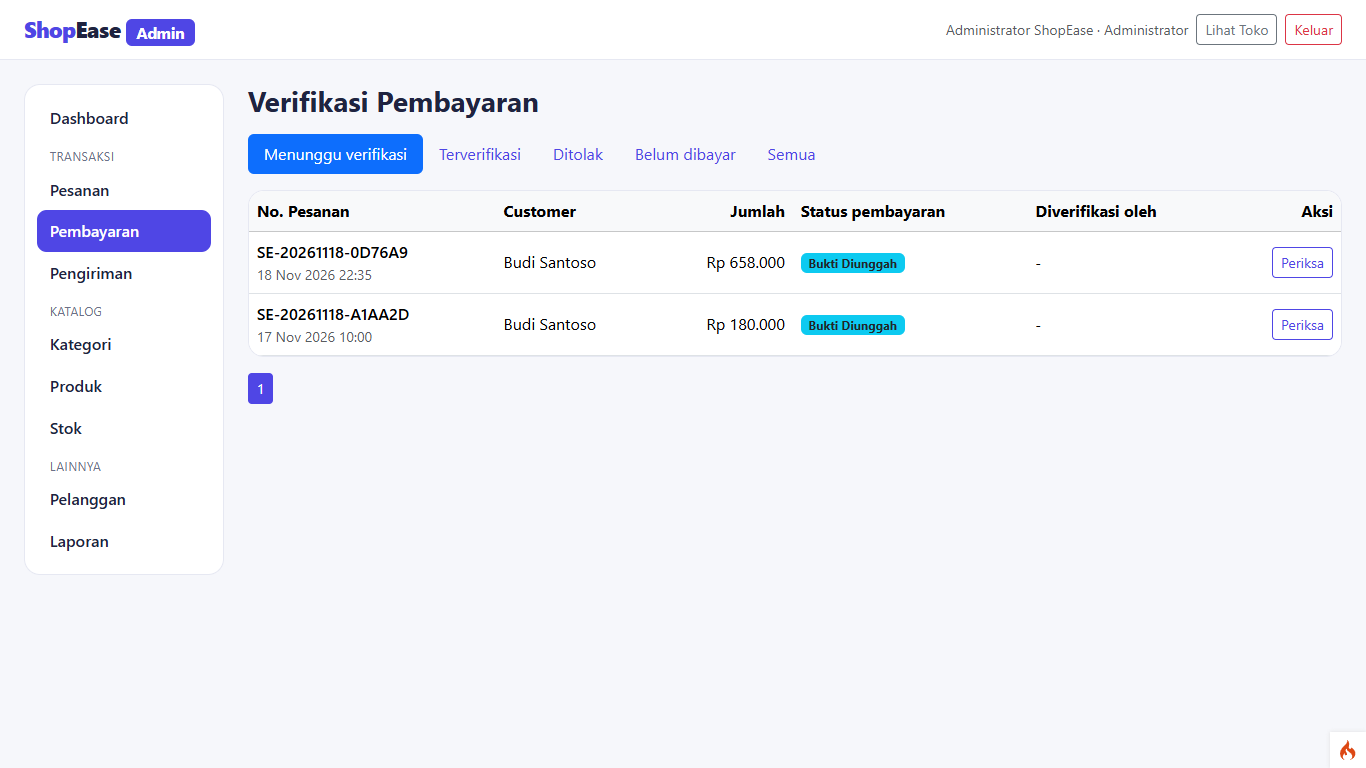 ShopEase Admin
Administrator ShopEase · Administrator
Lihat Toko
Keluar
Dashboard
TRANSAKSI
Pesanan
Pembayaran
Pengiriman
KATALOG
Kategori
Produk
Stok
LAINNYA
Pelanggan
Laporan
Verifikasi Pembayaran
Menunggu verifikasi Terverifikasi Ditolak Belum dibayar Semua
No. Pesanan Customer Jumlah Status pembayaran Diverifikasi oleh Aksi
SE-20261118-0D76A9 Budi Santoso Rp 658.000 Bukti Diunggah - Periksa
18 Nov 2026 22:35
SE-20261118-A1AA2D Budi Santoso Rp 180.000 Bukti Diunggah - Periksa
17 Nov 2026 10:00
1